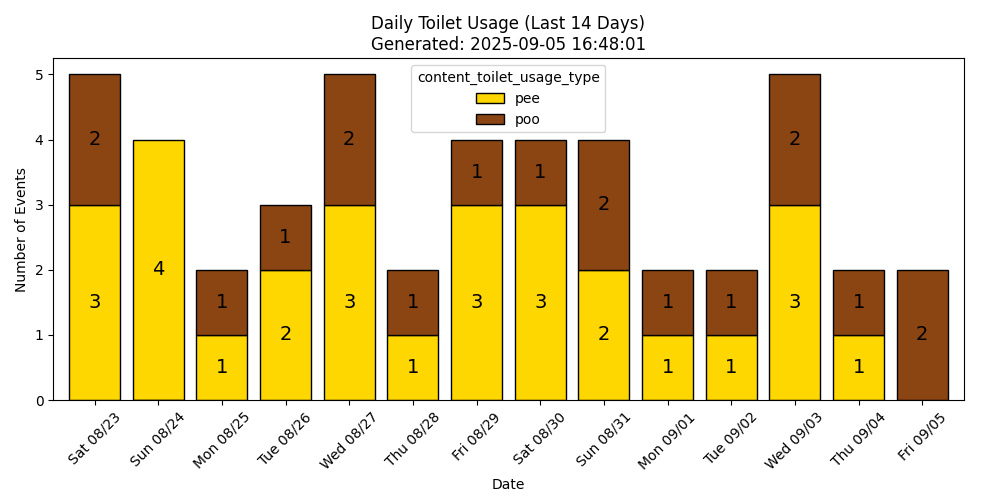 Daily Toilet Usage (Last 14 Days)
Generated: 2025-09-05 16:48:01
content_toilet_usage_type
pee
poo
Number of Events
5
4
3
2
1
0
2
3
4
1
1
1
2
2
3
1
1
1
3
1
3
2
2
1
1
1
1
2
3
1
1
2
Sat 08/23
Sun 08/24
Mon 08/25
Tue 08/26
Wed 08/27
Thu 08/28
Fri 08/29
Sat 08/30
Sun 08/31
Mon 09/01
Tue 09/02
Wed 09/03
Thu 09/04
Fri 09/05
Date